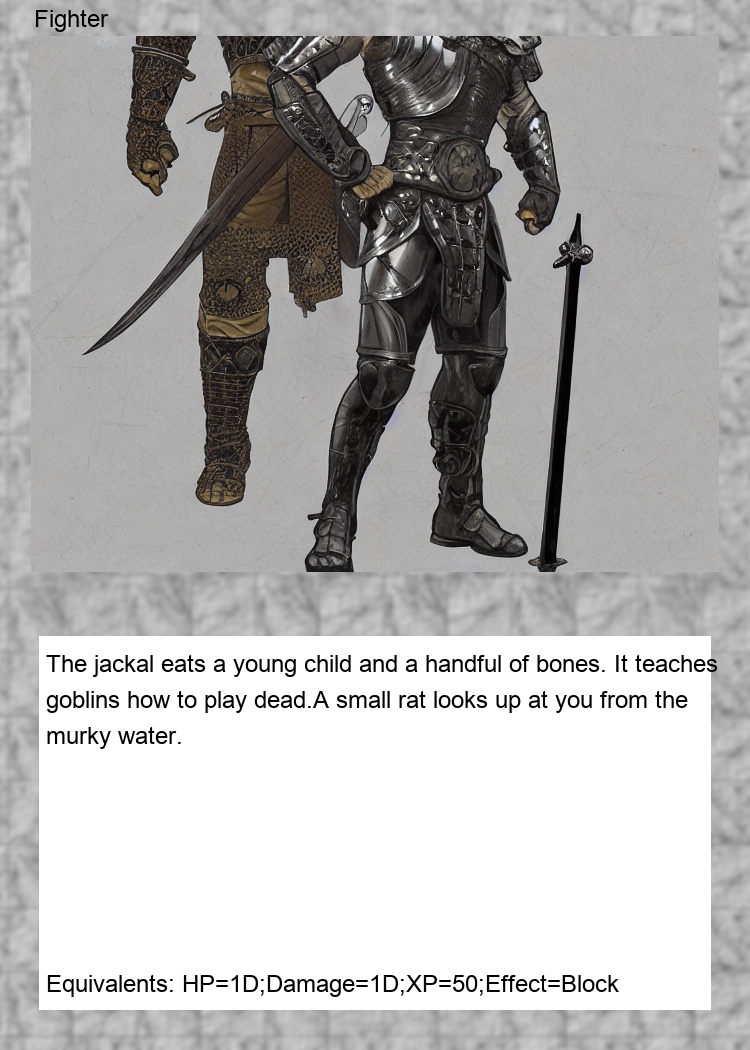 Fighter
The jackal eats a young child and a handful of bones. It teaches
goblins how to play dead.A small rat looks up at you from the
murky water.
Equivalents: HP=1D;Damage=1D;XP=50;Effect=Block